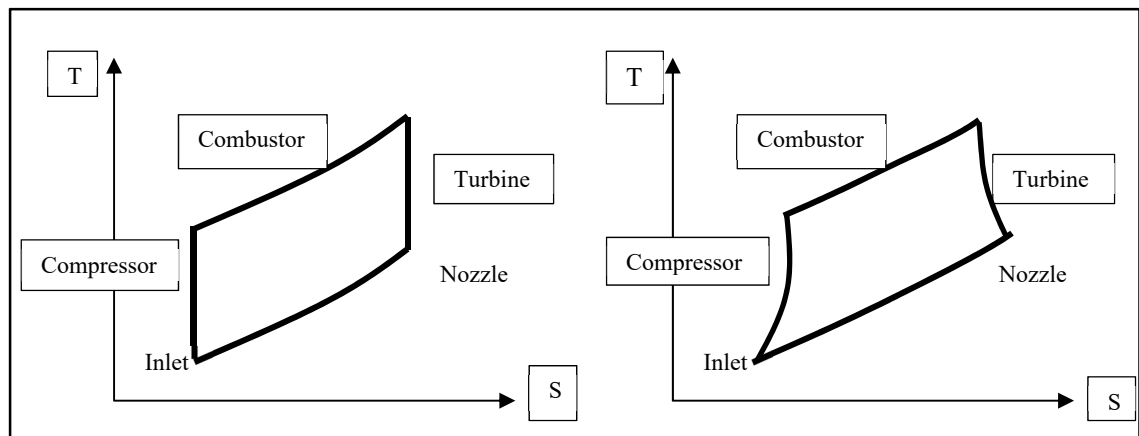 T
Combustor
Turbine
Compressor
Nozzle
Inlet
S
T
Combustor
Turbine
Compressor
Nozzle
Inlet
S